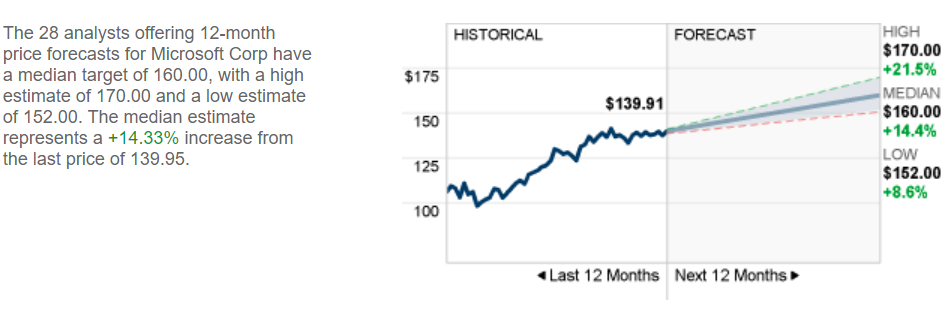 The 28 analysts offering 12-month
price forecasts for Microsoft Corp have
a median target of 160.00, with a high
estimate of 170.00 and a low estimate
of 152.00. The median estimate
represents a +14.33% increase from
the last price of 139.95.
HISTORICAL
FORECAST
$175
150
125
100
$139.91
HIGH
$170.00
+21.5%
MEDIAN
$160.00
+14.4%
LOW
$152.00
+8.6%
◄ Last 12 Months
Next 12 Months ►